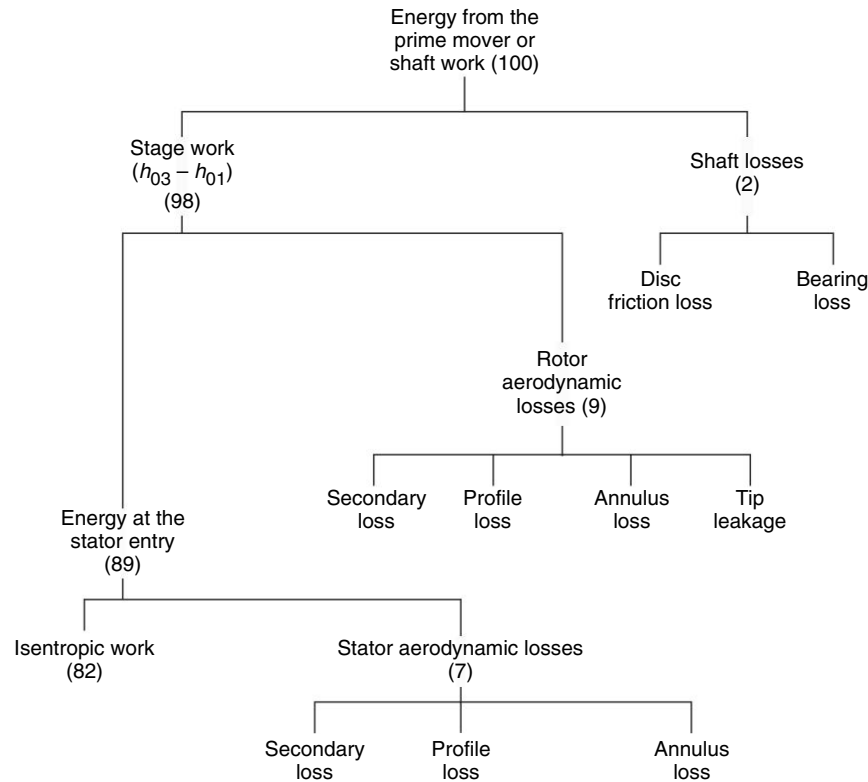 Energy from the
prime mover or
shaft work (100)
Stage work
(h03 – h01)
(98)
Shaft losses
(2)
Disc
friction loss
Bearing
loss
Rotor
aerodynamic
losses (9)
Secondary
loss
Profile
loss
Annulus
loss
Tip
leakage
Energy at the
stator entry
(89)
Isentropic work
(82)
Stator aerodynamic losses
(7)
Secondary
loss
Profile
loss
Annulus
loss